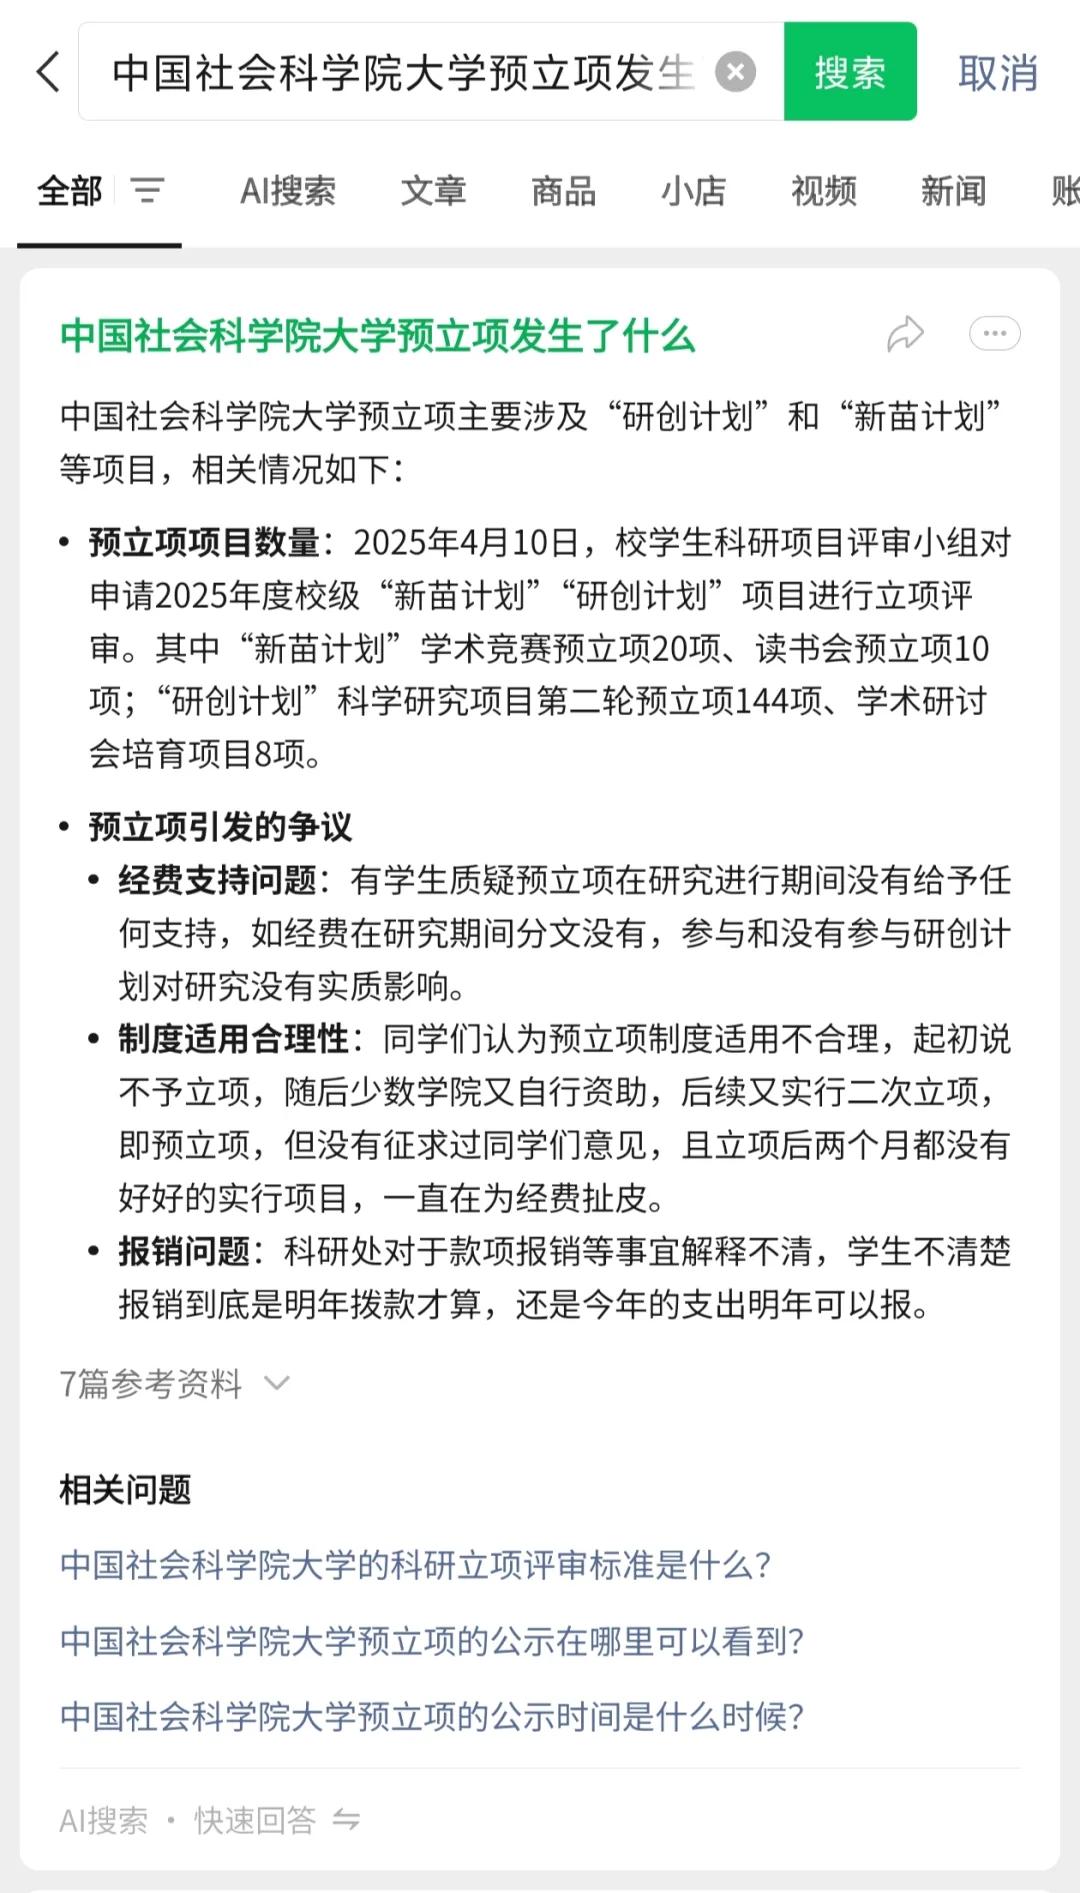 中国社会科学院大学预立项发生
搜索
取消
全部
AI搜索
文章
商品
小店
视频
新闻
账
中国社会科学院大学预立项发生了什么
中国社会科学院大学预立项主要涉及“研创计划”和“新苗计划”
等项目，相关情况如下：
• 预立项项目数量：2025年4月10日，校学生科研项目评审小组对
申请2025年度校级“新苗计划”“研创计划”项目进行立项评
审。其中“新苗计划”学术竞赛预立项20项、读书会预立项10
项；“研创计划”科学研究项目第二轮预立项144项、学术研讨
会培育项目8项。
• 预立项引发的争议
• 经费支持问题：有学生质疑预立项在研究进行期间没有给予任
何支持，如经费在研究期间分文没有，参与和没有参与研创计
划对研究没有实质影响。
• 制度适用合理性：同学们认为预立项制度适用不合理，起初说
不予立项，随后少数学院又自行资助，后续又实行二次立项，
即预立项，但没有征求过同学们意见，且立项后两个月都没有
好好的实行项目，一直在为经费扯皮。
• 报销问题：科研处对于款项报销等事宜解释不清，学生不清楚
报销到底是明年拨款才算，还是今年的支出明年可以报。
7篇参考资料
相关问题
中国社会科学院大学的科研立项评审标准是什么？
中国社会科学院大学预立项的公示在哪里可以看到？
中国社会科学院大学预立项的公示时间是什么时候？
AI搜索 · 快速回答